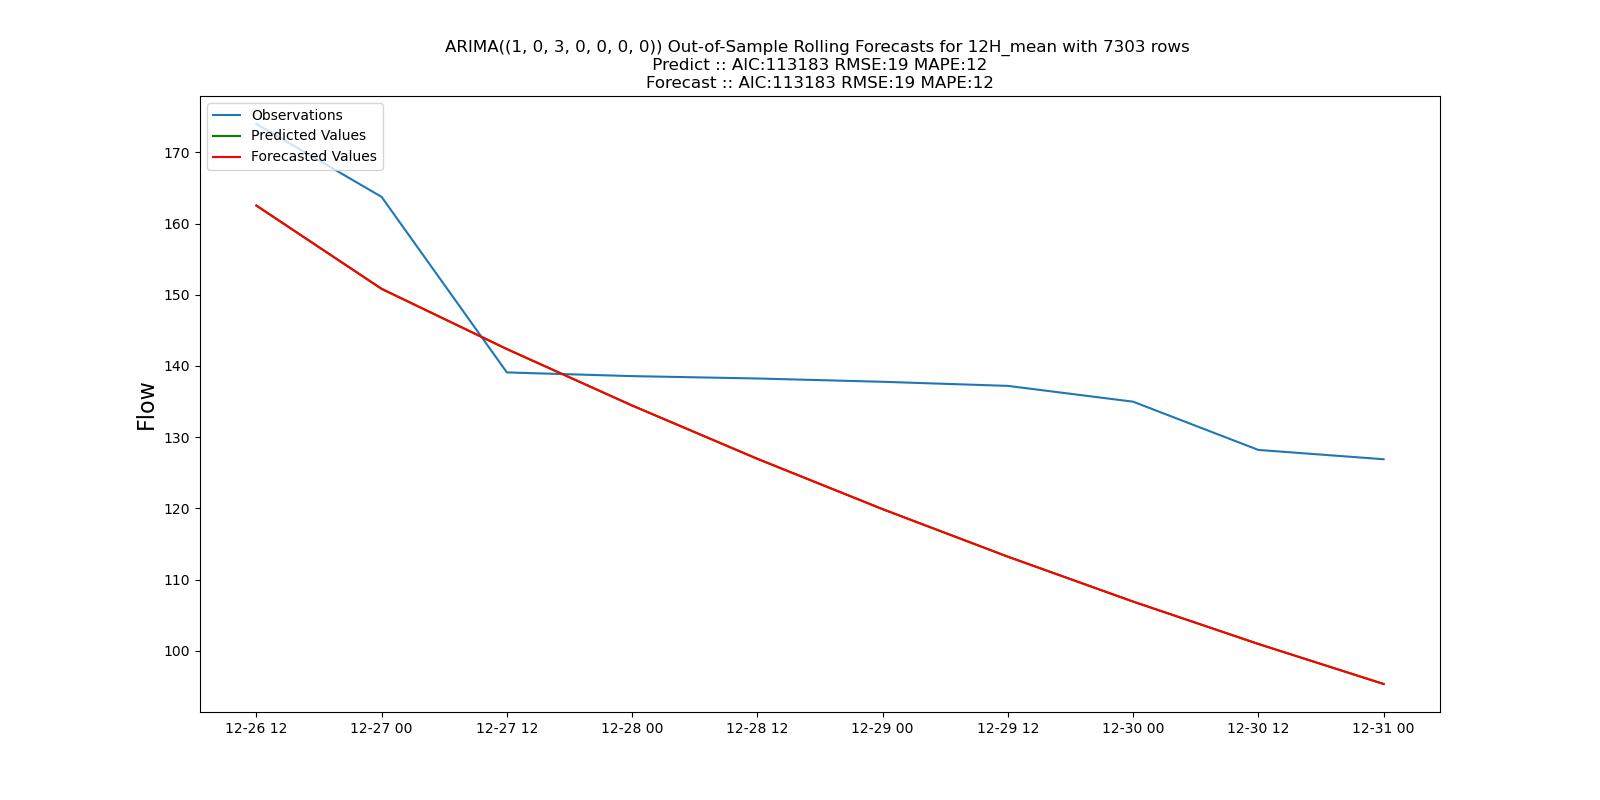 ARIMA((1, 0, 3, 0, 0, 0, 0)) Out-of-Sample Rolling Forecasts for 12H_mean with 7303 rows
Predict :: AIC:113183 RMSE:19 MAPE:12
Forecast :: AIC:113183 RMSE:19 MAPE:12
Observations
Predicted Values
Forecasted Values
170
160
150
140
130
120
110
100
Flow
12-26 12
12-27 00
12-27 12
12-28 00
12-28 12
12-29 00
12-29 12
12-30 00
12-30 12
12-31 00